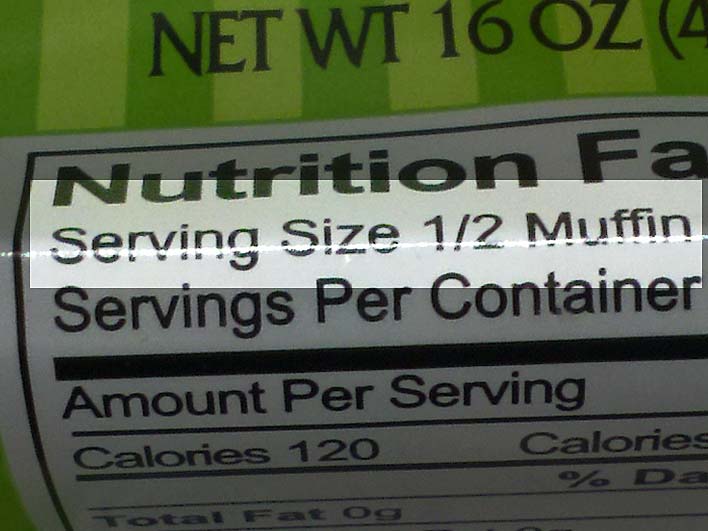 NET WT 16 OZ (4
Nutrition Fa
Serving Size 1/2 Muffin
Servings Per Container
Amount Per Serving
Calories 120 Calories
% Da
Total Fat 0g